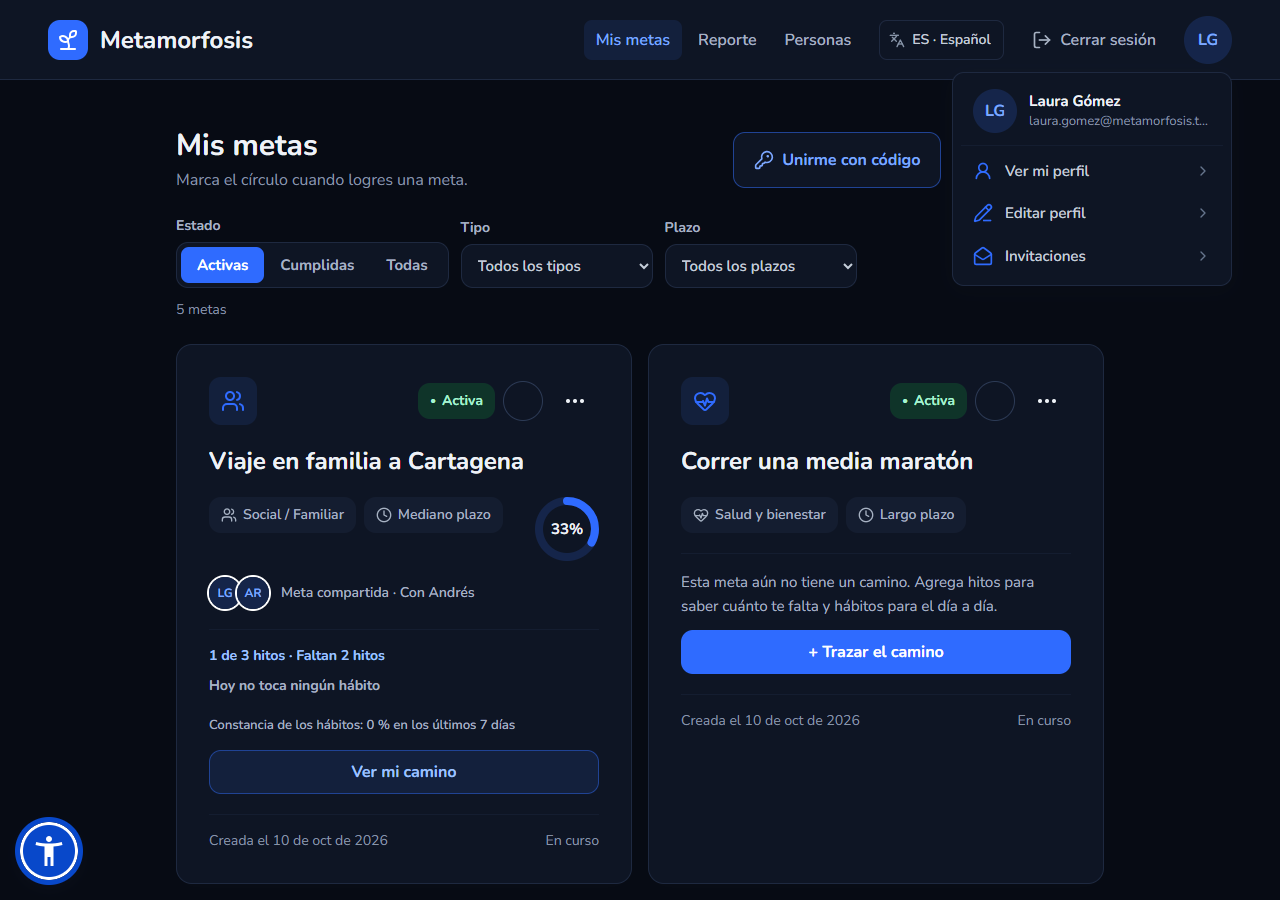 Metamorfosis
Mis metas
Reporte
Personas
ES · Español
Cerrar sesión
LG
LG
Laura Gómez
laura.gomez@metamorfosis.t...
Ver mi perfil
Editar perfil
Invitaciones
Mis metas
Marca el círculo cuando logres una meta.
Unirme con código
Estado
Tipo
Plazo
Activas
Cumplidas
Todas
Todos los tipos
Todos los plazos
5 metas
• Activa
Viaje en familia a Cartagena
Social / Familiar
Mediano plazo
33%
LG
AR
Meta compartida · Con Andrés
1 de 3 hitos · Faltan 2 hitos
Hoy no toca ningún hábito
Constancia de los hábitos: 0 % en los últimos 7 días
Ver mi camino
Creada el 10 de oct de 2026
En curso
• Activa
Correr una media maratón
Salud y bienestar
Largo plazo
Esta meta aún no tiene un camino. Agrega hitos para
saber cuánto te falta y hábitos para el día a día.
+ Trazar el camino
Creada el 10 de oct de 2026
En curso